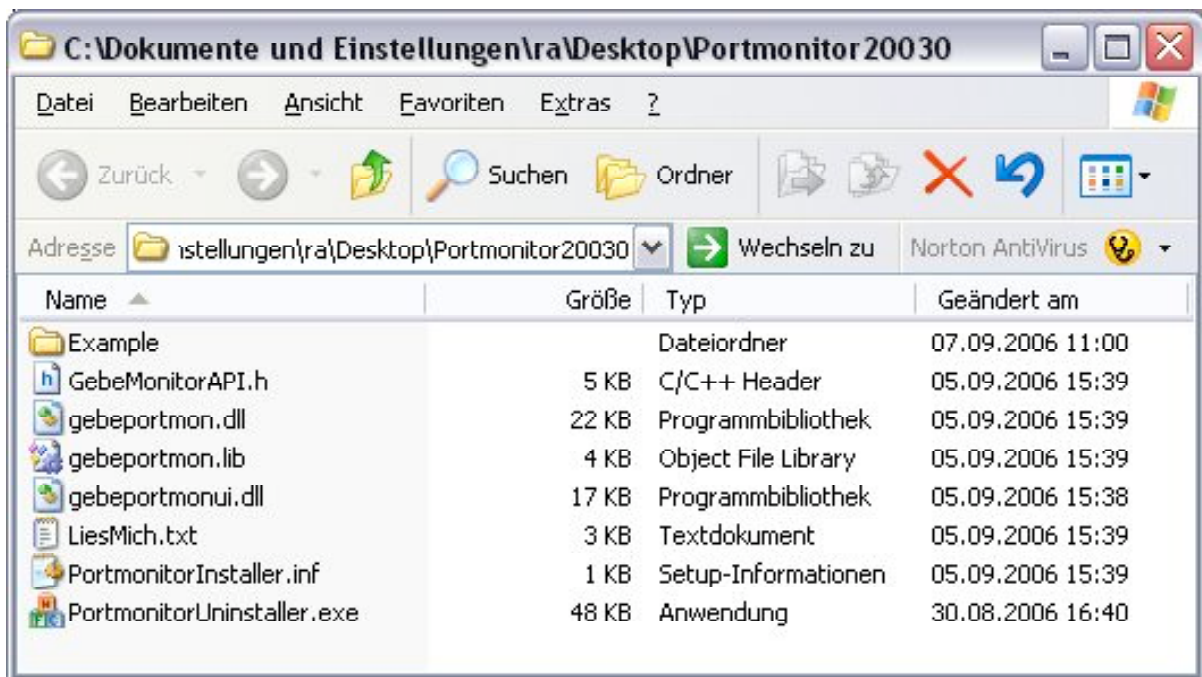 C:\Dokumente und Einstellungen\ra\Desktop\Portmonitor20030
Datei Bearbeiten Ansicht Favoriten Extras ?
Zurück Suchen Ordner
Adresse ıstellungen\ra\Desktop\Portmonitor20030 Wechseln zu Norton AntiVirus
Name Größe Typ Geändert am
Example Dateiordner 07.09.2006 11:00
GebeMonitorAPI.h 5 KB C/C++ Header 05.09.2006 15:39
gebeportmon.dll 22 KB Programmbibliothek 05.09.2006 15:39
gebeportmon.lib 4 KB Object File Library 05.09.2006 15:39
gebeportmonui.dll 17 KB Programmbibliothek 05.09.2006 15:38
LiesMich.txt 3 KB Textdokument 05.09.2006 15:39
PortmonitorInstaller.inf 1 KB Setup-Informationen 05.09.2006 15:39
PortmonitorUninstaller.exe 48 KB Anwendung 30.08.2006 16:40